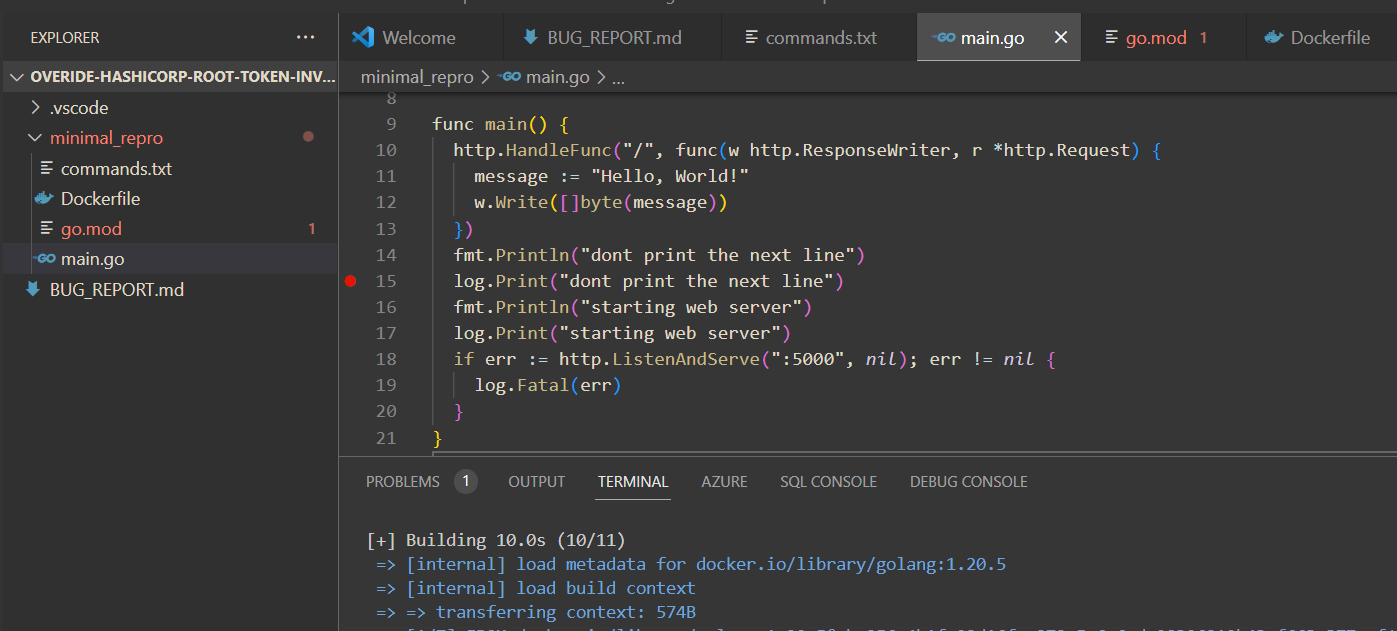 EXPLORER ...
Welcome BUG_REPORT.md commands.txt GO main.go × go.mod 1 Dockerfile
OVERIDE-HASHICORP-ROOT-TOKEN-INV...
minimal_repro > GO main.go > ...
> .vscode
minimal_repro
commands.txt
Dockerfile
go.mod 1
GO main.go
BUG_REPORT.md
8
9 func main() {
10 http.HandleFunc("/", func(w http.ResponseWriter, r *http.Request) {
11 message := "Hello, World!"
12 w.Write([]byte(message))
13 })
14 fmt.Println("dont print the next line")
15 log.Print("dont print the next line")
16 fmt.Println("starting web server")
17 log.Print("starting web server")
18 if err := http.ListenAndServe(":5000", nil); err != nil {
19 log.Fatal(err)
20 }
21 }
PROBLEMS 1 OUTPUT TERMINAL AZURE SQL CONSOLE DEBUG CONSOLE
[+] Building 10.0s (10/11)
=> [internal] load metadata for docker.io/library/golang:1.20.5
=> [internal] load build context
=> => transferring context: 574B